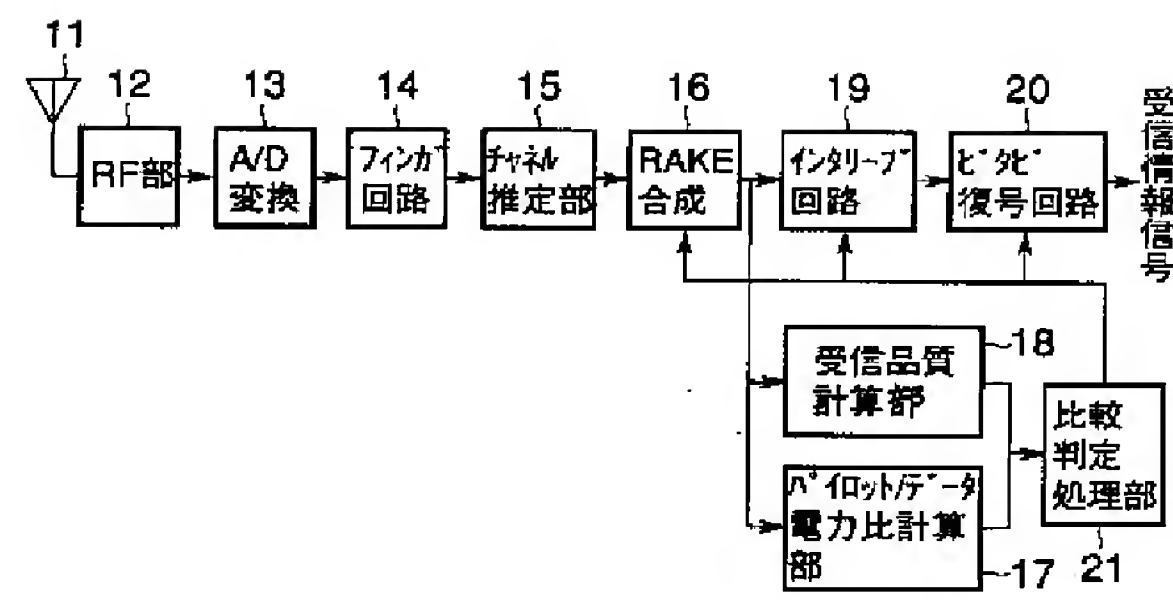 11
12
13
14
15
16
19
20
RF部
A/D
変換
フィンガ
回路
チャネル
推定部
RAKE
合成
インタリーブ
回路
ビタビ
復号回路
受信情報信号
18
受信品質
計算部
パイロット/データ
電力比計算
部
17
比較
判定
処理部
21